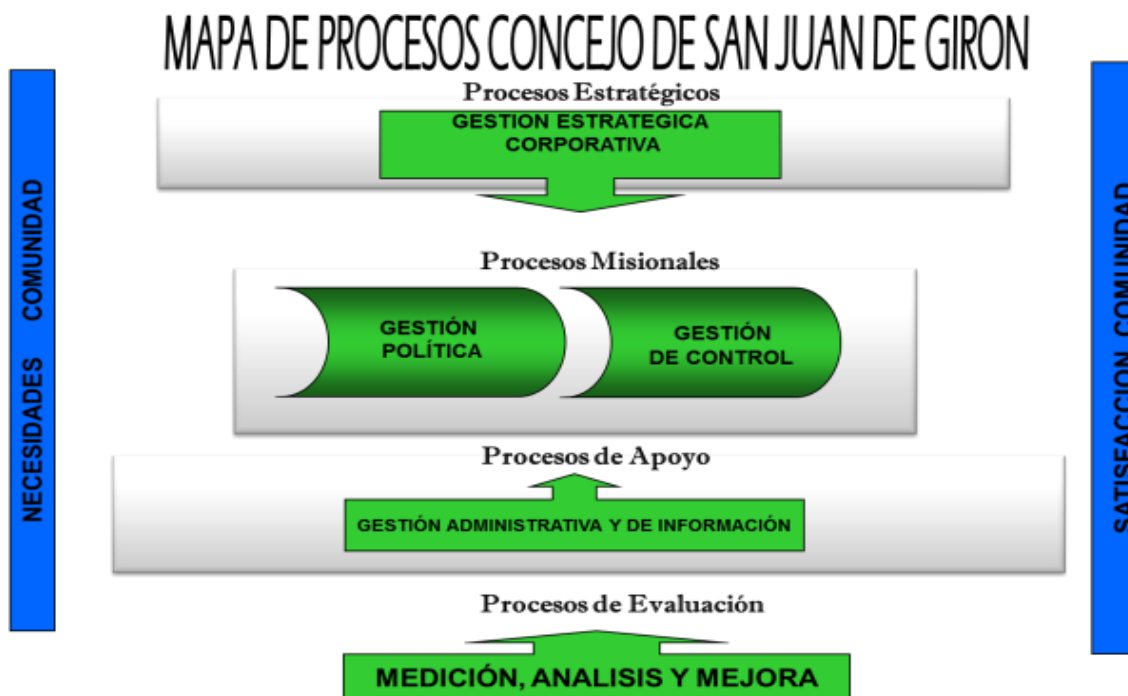 MAPA DE PROCESOS CONCEJO DE SAN JUAN DE GIRON
Procesos Estratégicos
GESTION ESTRATEGICA
CORPORATIVA
NECESIDADES COMUNIDAD
Procesos Misionales
GESTIÓN
POLÍTICA
GESTIÓN
DE CONTROL
SATISFACCION COMUNIDAD
Procesos de Apoyo
GESTIÓN ADMINISTRATIVA Y DE INFORMACIÓN
Procesos de Evaluación
MEDICIÓN, ANALISIS Y MEJORA